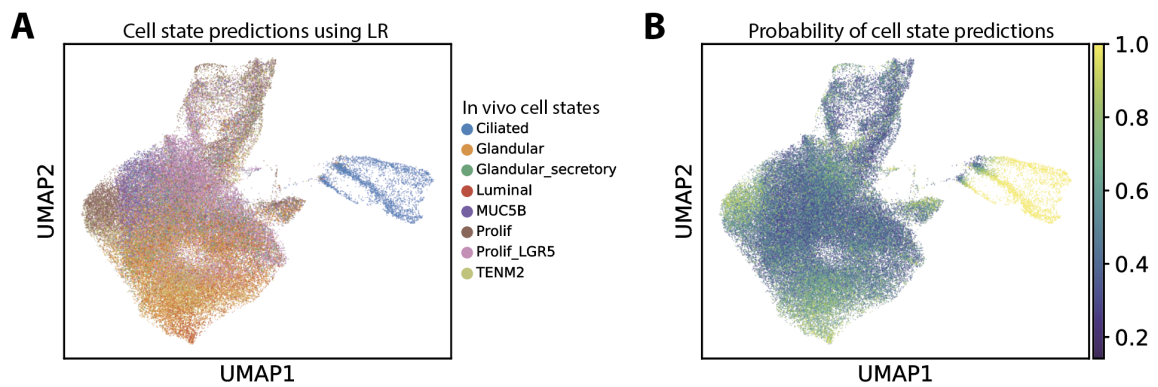 A
Cell state predictions using LR
UMAP2
UMAP1
In vivo cell states
Ciliated
Glandular
Glandular_secretory
Luminal
MUC5B
Prolif
Prolif_LGR5
TENM2
B
Probability of cell state predictions
UMAP2
UMAP1
1.0
0.8
0.6
0.4
0.2